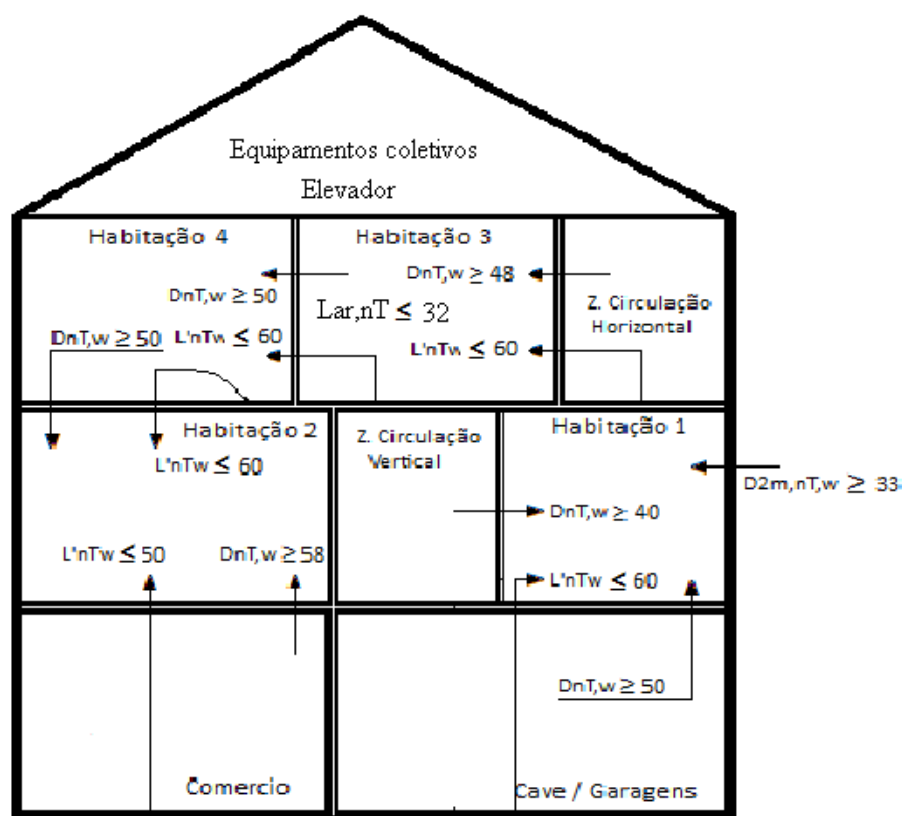 Equipamentos coletivos
Elevador
Habitação 4
Habitação 3
DnT,w ≥ 48
DnT,w ≥ 50
Lar,nT ≤ 32
Z. Circulação
Horizontal
DnT,w ≥ 50
L'nTw ≤ 60
L'nTw ≤ 60
Habitação 2
Z. Circulação
Vertical
Habitação 1
L'nTw ≤ 60
D2m,nT,w ≥ 33
DnT,w ≥ 40
L'nTw ≤ 50
DnT,w ≥ 58
L'nTw ≤ 60
DnT,w ≥ 50
Comercio
Cave / Garagens